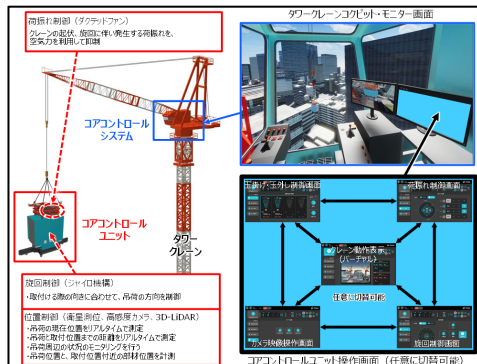 荷振れ制御（ダクテッドファン）
クレーンの起伏、旋回に伴い発生する荷振れを、
空気力を利用して抑制
タワークレーンコクピット・モニター画面
コアコントロール
システム
コアコントロール
ユニット
タワー
クレーン
旋回制御（ジャイロ機構）
・取付ける際の向きに合わせて、吊荷の方向を制御
位置制御（衛星測位、高感度カメラ、3D-LiDAR）
・吊荷の現在位置をリアルタイムで測定
・吊荷と取付位置までの距離をリアルタイムで測定
・吊荷周辺の状況のモニタリングを行う
・吊荷位置と、取付位置付近の部材位置を計測
玉掛け・玉外し制御画面
荷振れ制御画面
クレーン動作表示
（バーチャル）
任意に切替可能
カメラ映像操作画面
旋回制御画面
コアコントロールユニット操作画面（任意に切替可能）